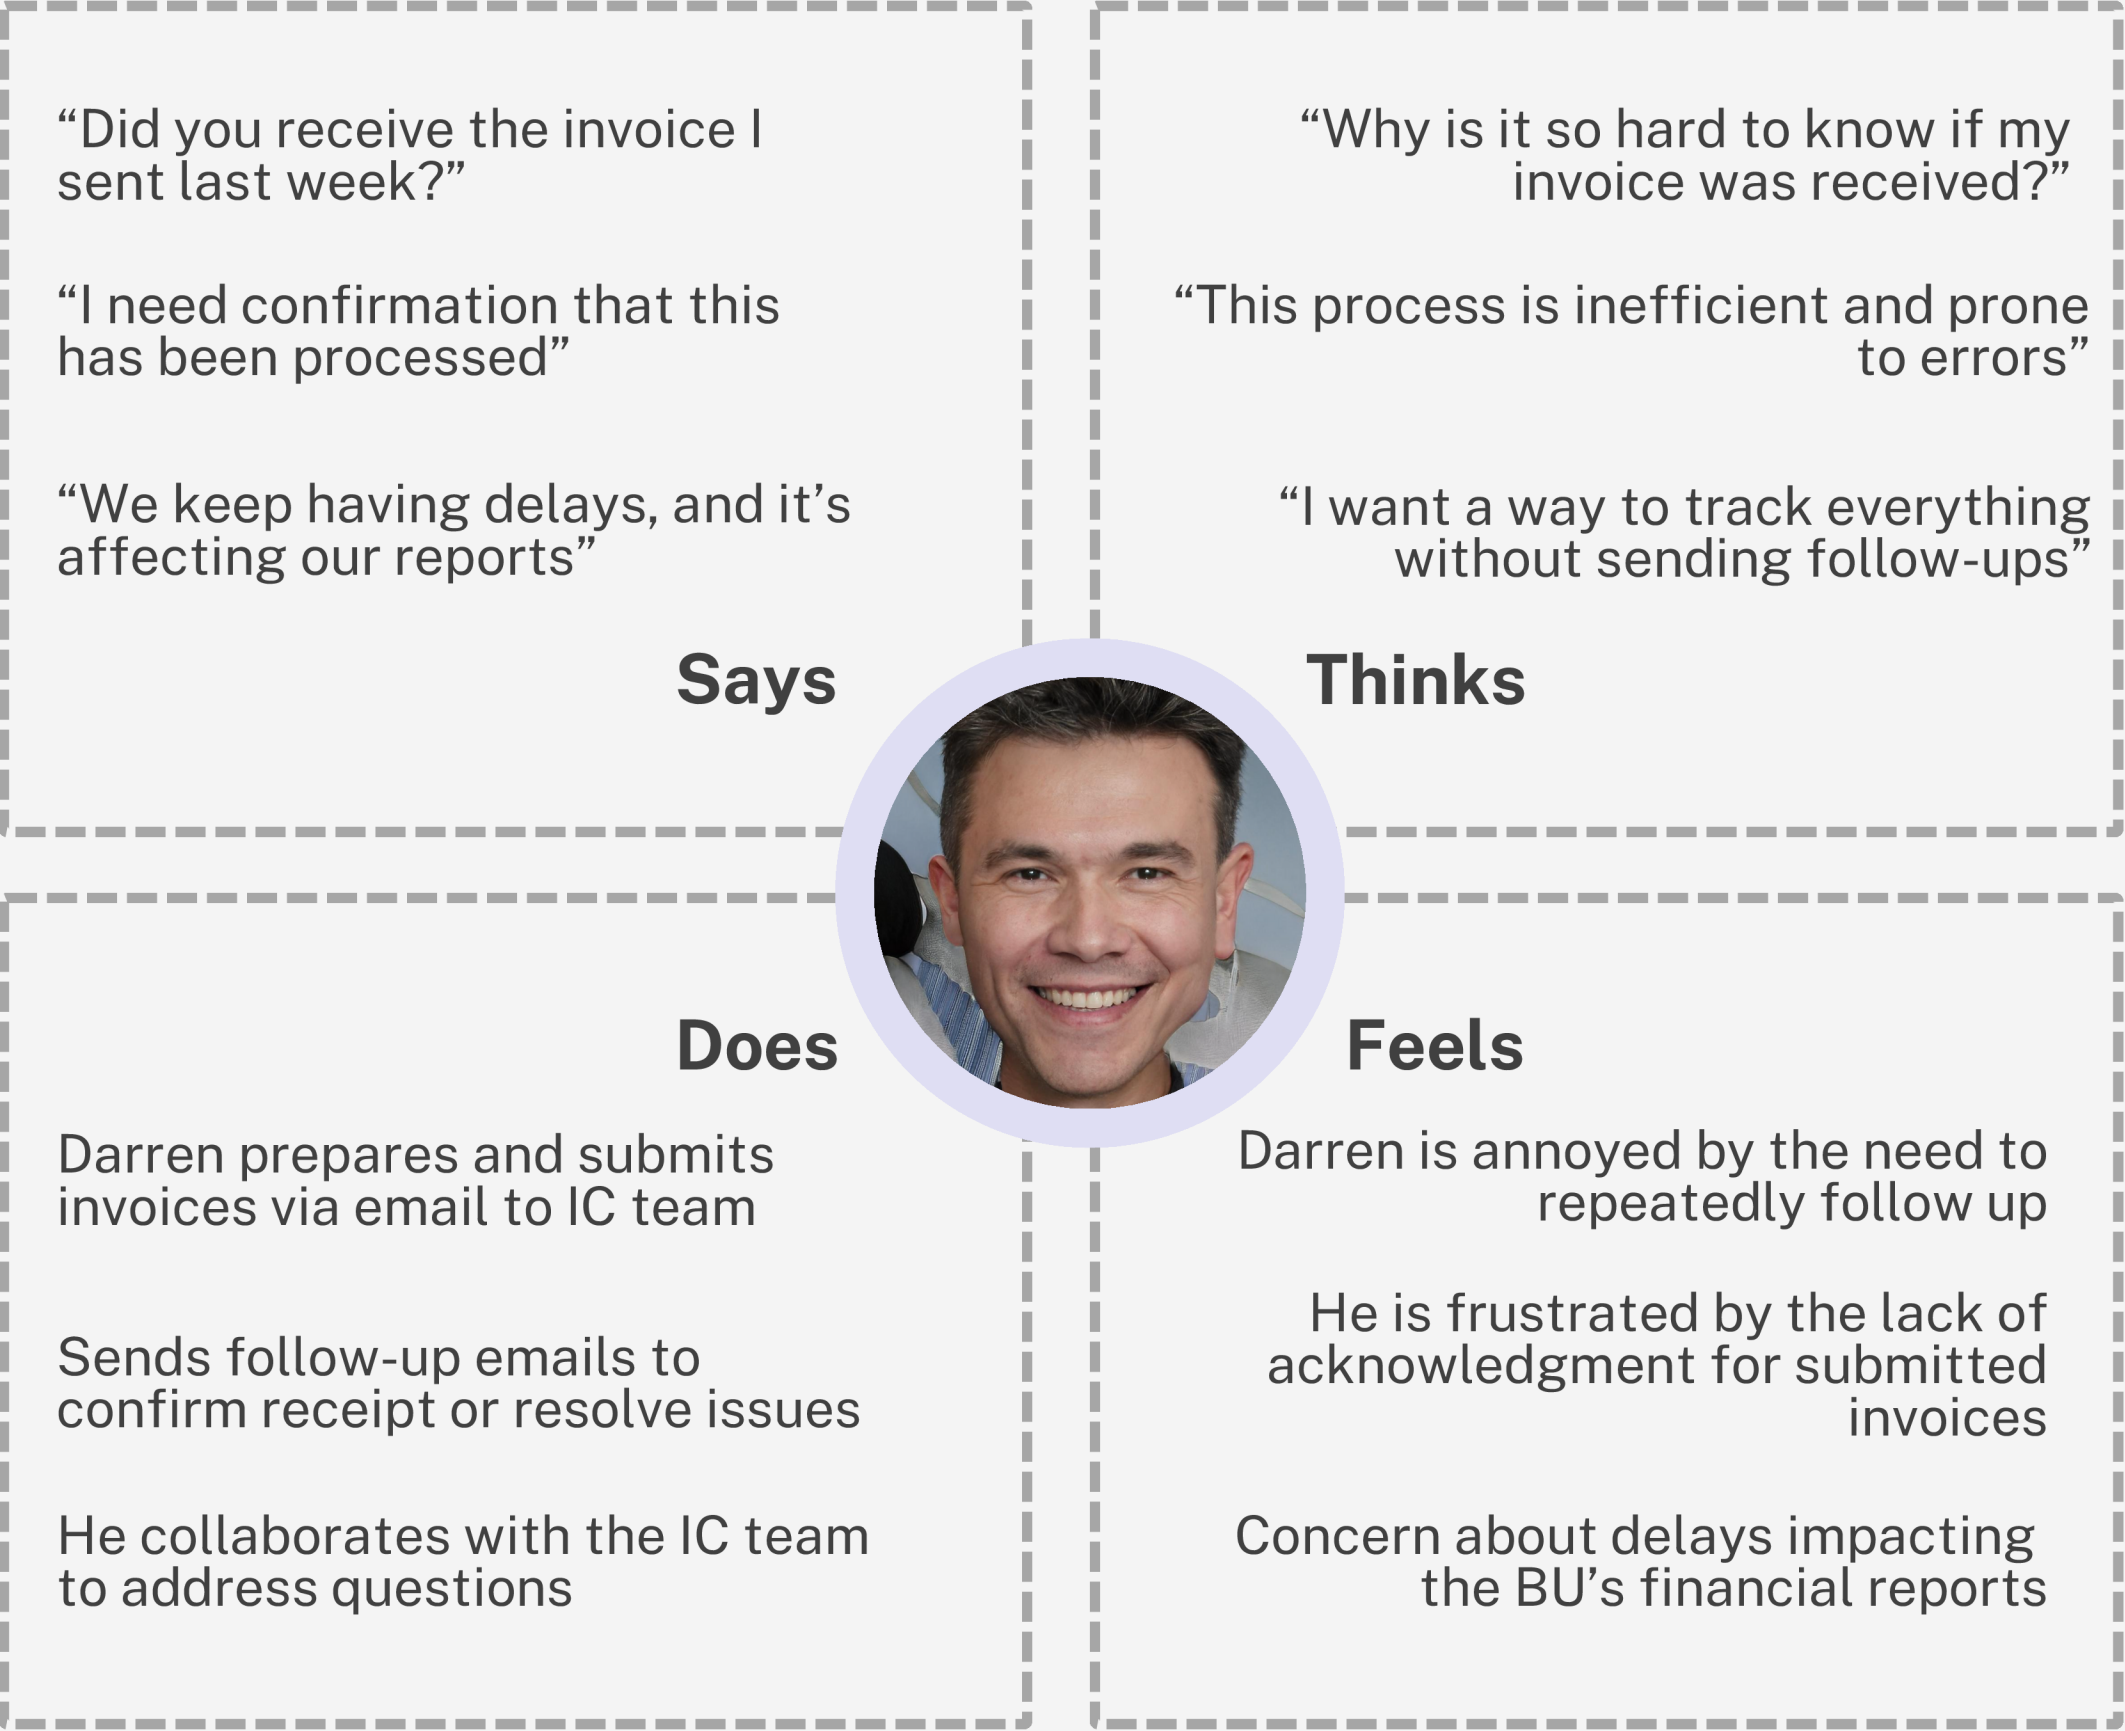 “Did you receive the invoice I
sent last week?”
“I need confirmation that this
has been processed”
“We keep having delays, and it’s
affecting our reports”
Says
“Why is it so hard to know if my
invoice was received?”
“This process is inefficient and prone
to errors”
“I want a way to track everything
without sending follow-ups”
Thinks
Does
Darren prepares and submits
invoices via email to IC team
Sends follow-up emails to
confirm receipt or resolve issues
He collaborates with the IC team
to address questions
Feels
Darren is annoyed by the need to
repeatedly follow up
He is frustrated by the lack of
acknowledgment for submitted
invoices
Concern about delays impacting
the BU’s financial reports